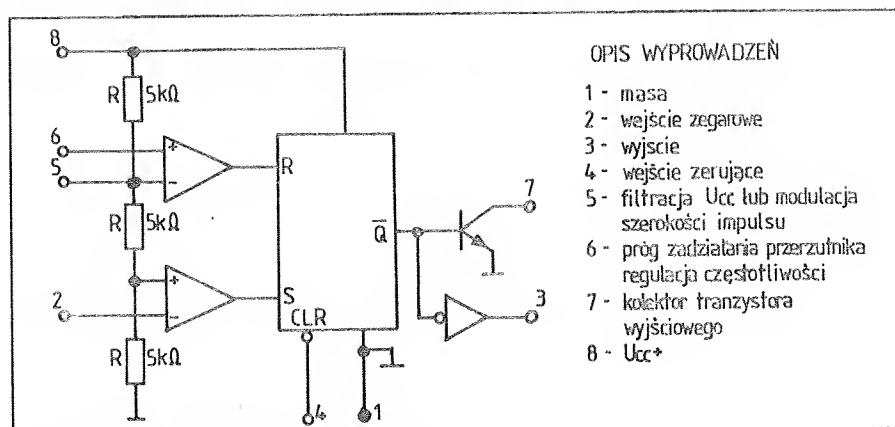 8
R 5kΩ
6
5
+
-
R
R 5kΩ
Q
7
2
+
-
S
CLR
3
R 5kΩ
4
1
OPIS WYPROWADZEŃ
1 - masa
2 - wejście zegarowe
3 - wyjscie
4 - wejście zerujące
5 - filtracja Ucc lub modulacja
szerokości impulsu
6 - próg zadziałania przerzutnika
regulacja częstotliwości
7 - kolektor tranzystora
wyjściowego
8 - Ucc+